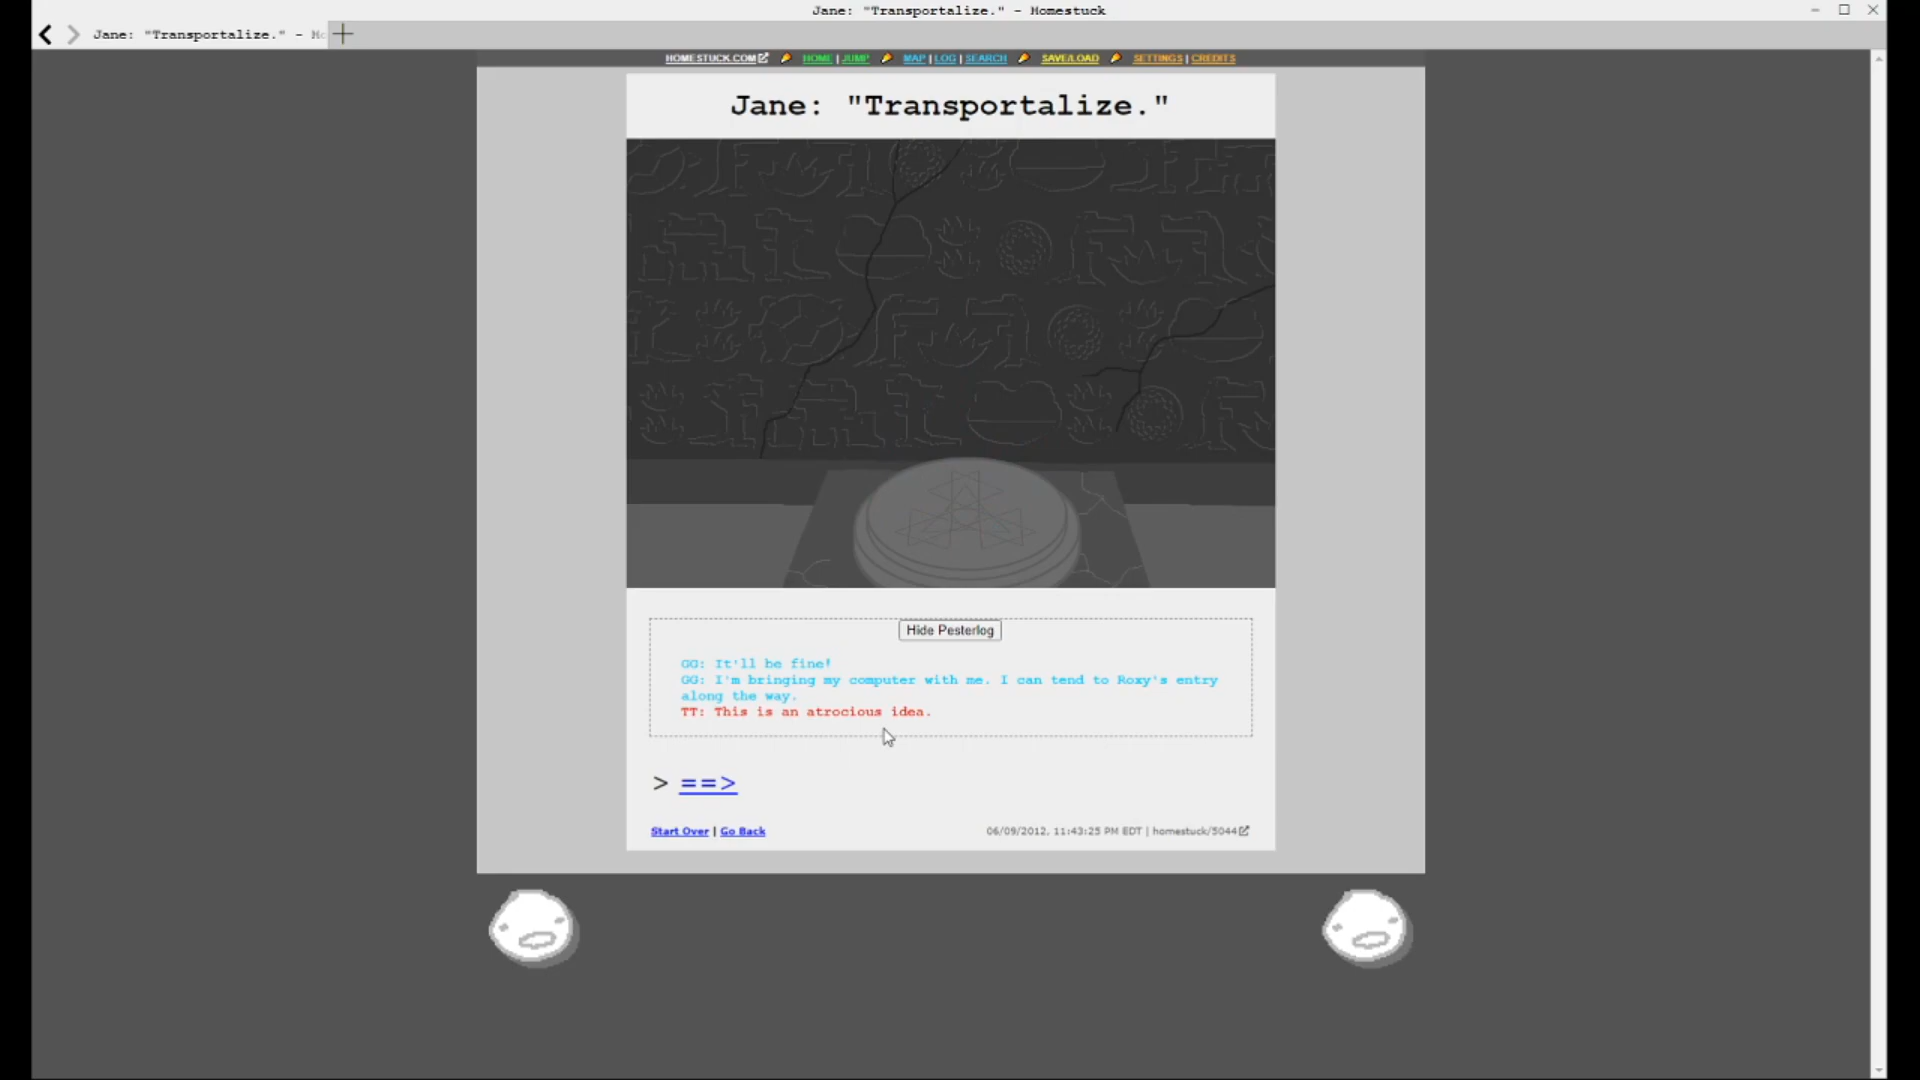 Jane: "Transportalize." - Homestuck
Jane: "Transportalize." - Ho
HOMESTUCK.COM HOME | JUMP MAP | LOG | SEARCH SAVE/LOAD SETTINGS | CREDITS
Jane: "Transportalize."
Hide Pesterlog
GG: It'll be fine!
GG: I'm bringing my computer with me. I can tend to Roxy's entry
along the way.
TT: This is an atrocious idea.
> ==>
Start Over | Go Back 06/09/2012, 11:43:25 PM EDT | homestuck/5044